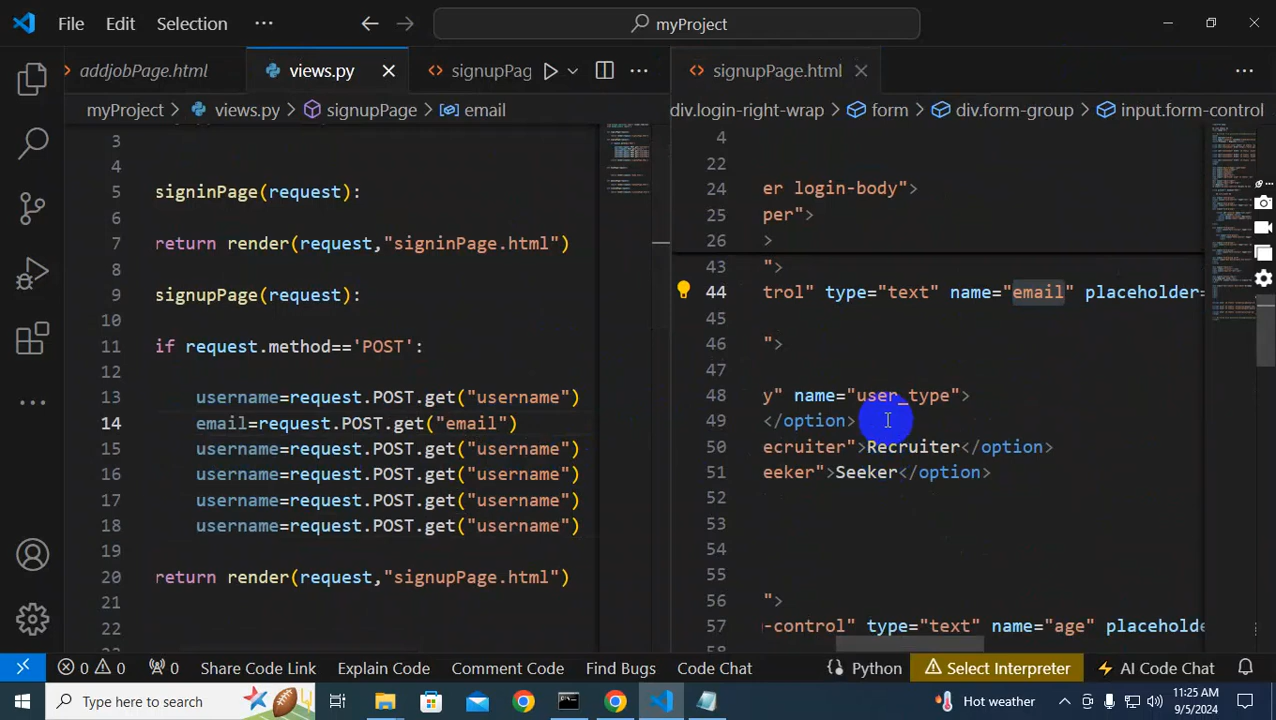 File Edit Selection ··· myProject
addjobPage.html views.py signupPag signupPage.html
myProject > views.py > signupPage > email
div.login-right-wrap > form > div.form-group > input.form-control
3
4
5 signinPage(request):
6
7 return render(request,"signinPage.html")
8
9 signupPage(request):
10
11 if request.method=='POST':
12
13 username=request.POST.get("username")
14 email=request.POST.get("email")
15 username=request.POST.get("username")
16 username=request.POST.get("username")
17 username=request.POST.get("username")
18 username=request.POST.get("username")
19
20 return render(request,"signupPage.html")
21
22
4
22
24 er login-body">
25 per">
26 >
43 ">
44 trol" type="text" name="email" placeholder=
45
46 ">
47
48 y" name="user_type">
49 </option>
50 ecruiter">Recruiter</option>
51 eeker">Seeker</option>
52
53
54
55
56 ">
57 -control" type="text" name="age" placeholde
0 0 0 Share Code Link Explain Code Comment Code Find Bugs Code Chat Python Select Interpreter AI Code Chat
Type here to search Hot weather 11:25 AM
9/5/2024